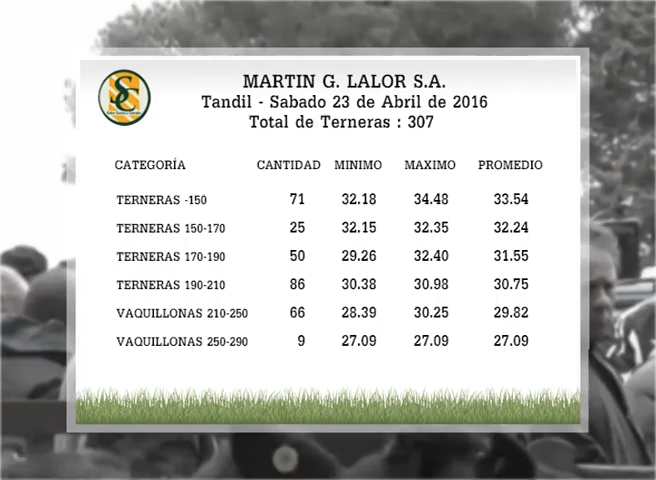 SC
MARTIN G. LALOR S.A.
Tandil - Sabado 23 de Abril de 2016
Total de Terneras : 307
CATEGORÍA CANTIDAD MINIMO MAXIMO PROMEDIO
TERNERAS -150 71 32.18 34.48 33.54
TERNERAS 150-170 25 32.15 32.35 32.24
TERNERAS 170-190 50 29.26 32.40 31.55
TERNERAS 190-210 86 30.38 30.98 30.75
VAQUILLONAS 210-250 66 28.39 30.25 29.82
VAQUILLONAS 250-290 9 27.09 27.09 27.09